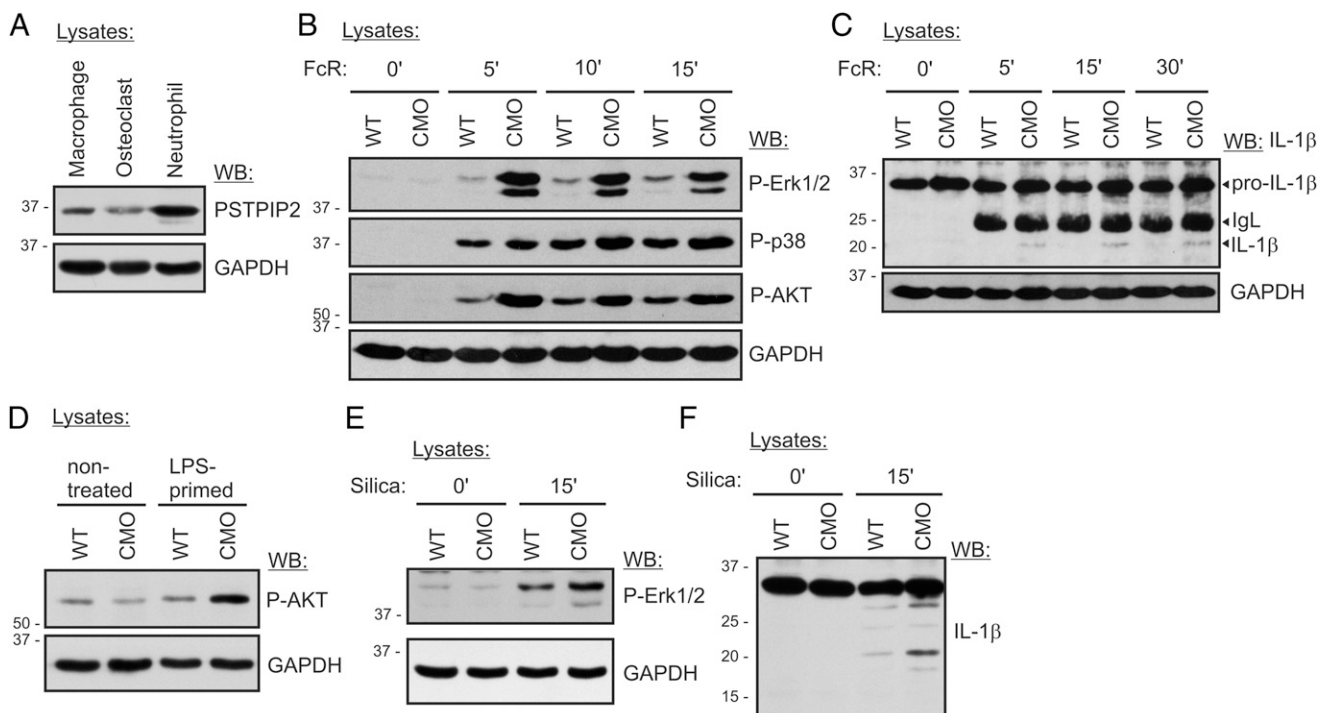 A
Lysates:
Macrophage
Osteoclast
Neutrophil
WB:
37 -
PSTPIP2
37 -
GAPDH
B
Lysates:
FcR: 0' 5' 10' 15'
WT CMO WT CMO WT CMO WT CMO
WB:
P-Erk1/2
37 -
37 -
P-p38
P-AKT
50 -
37 -
GAPDH
C
Lysates:
FcR: 0' 5' 15' 30'
WT CMO WT CMO WT CMO WT CMO
WB: IL-1β
37 -
pro-IL-1β
25 -
IgL
20 -
IL-1β
37 -
GAPDH
D
Lysates:
non-
treated
LPS-
primed
WT CMO WT CMO
WB:
P-AKT
50 -
37 -
GAPDH
E
Lysates:
Silica: 0' 15'
WT CMO WT CMO
WB:
P-Erk1/2
37 -
37 -
GAPDH
F
Lysates:
Silica: 0' 15'
WT CMO WT CMO
WB:
37 -
25 -
IL-1β
20 -
15 -